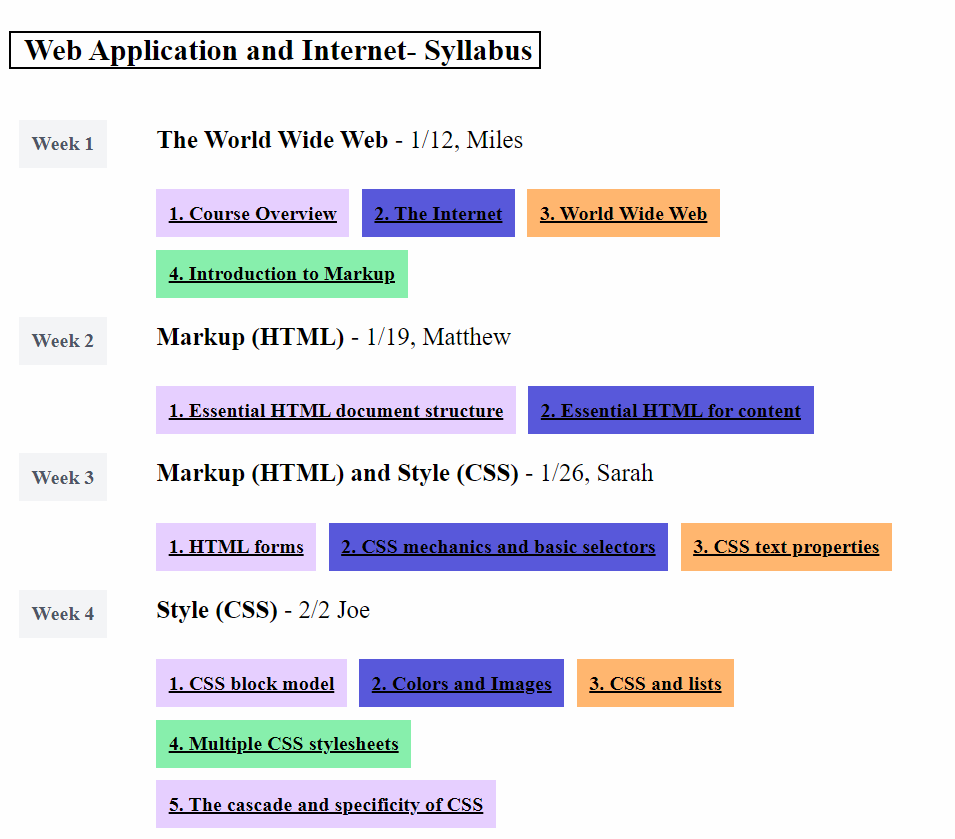 Web Application and Internet- Syllabus
Week 1
The World Wide Web - 1/12, Miles
1. Course Overview
2. The Internet
3. World Wide Web
4. Introduction to Markup
Week 2
Markup (HTML) - 1/19, Matthew
1. Essential HTML document structure
2. Essential HTML for content
Week 3
Markup (HTML) and Style (CSS) - 1/26, Sarah
1. HTML forms
2. CSS mechanics and basic selectors
3. CSS text properties
Week 4
Style (CSS) - 2/2 Joe
1. CSS block model
2. Colors and Images
3. CSS and lists
4. Multiple CSS stylesheets
5. The cascade and specificity of CSS